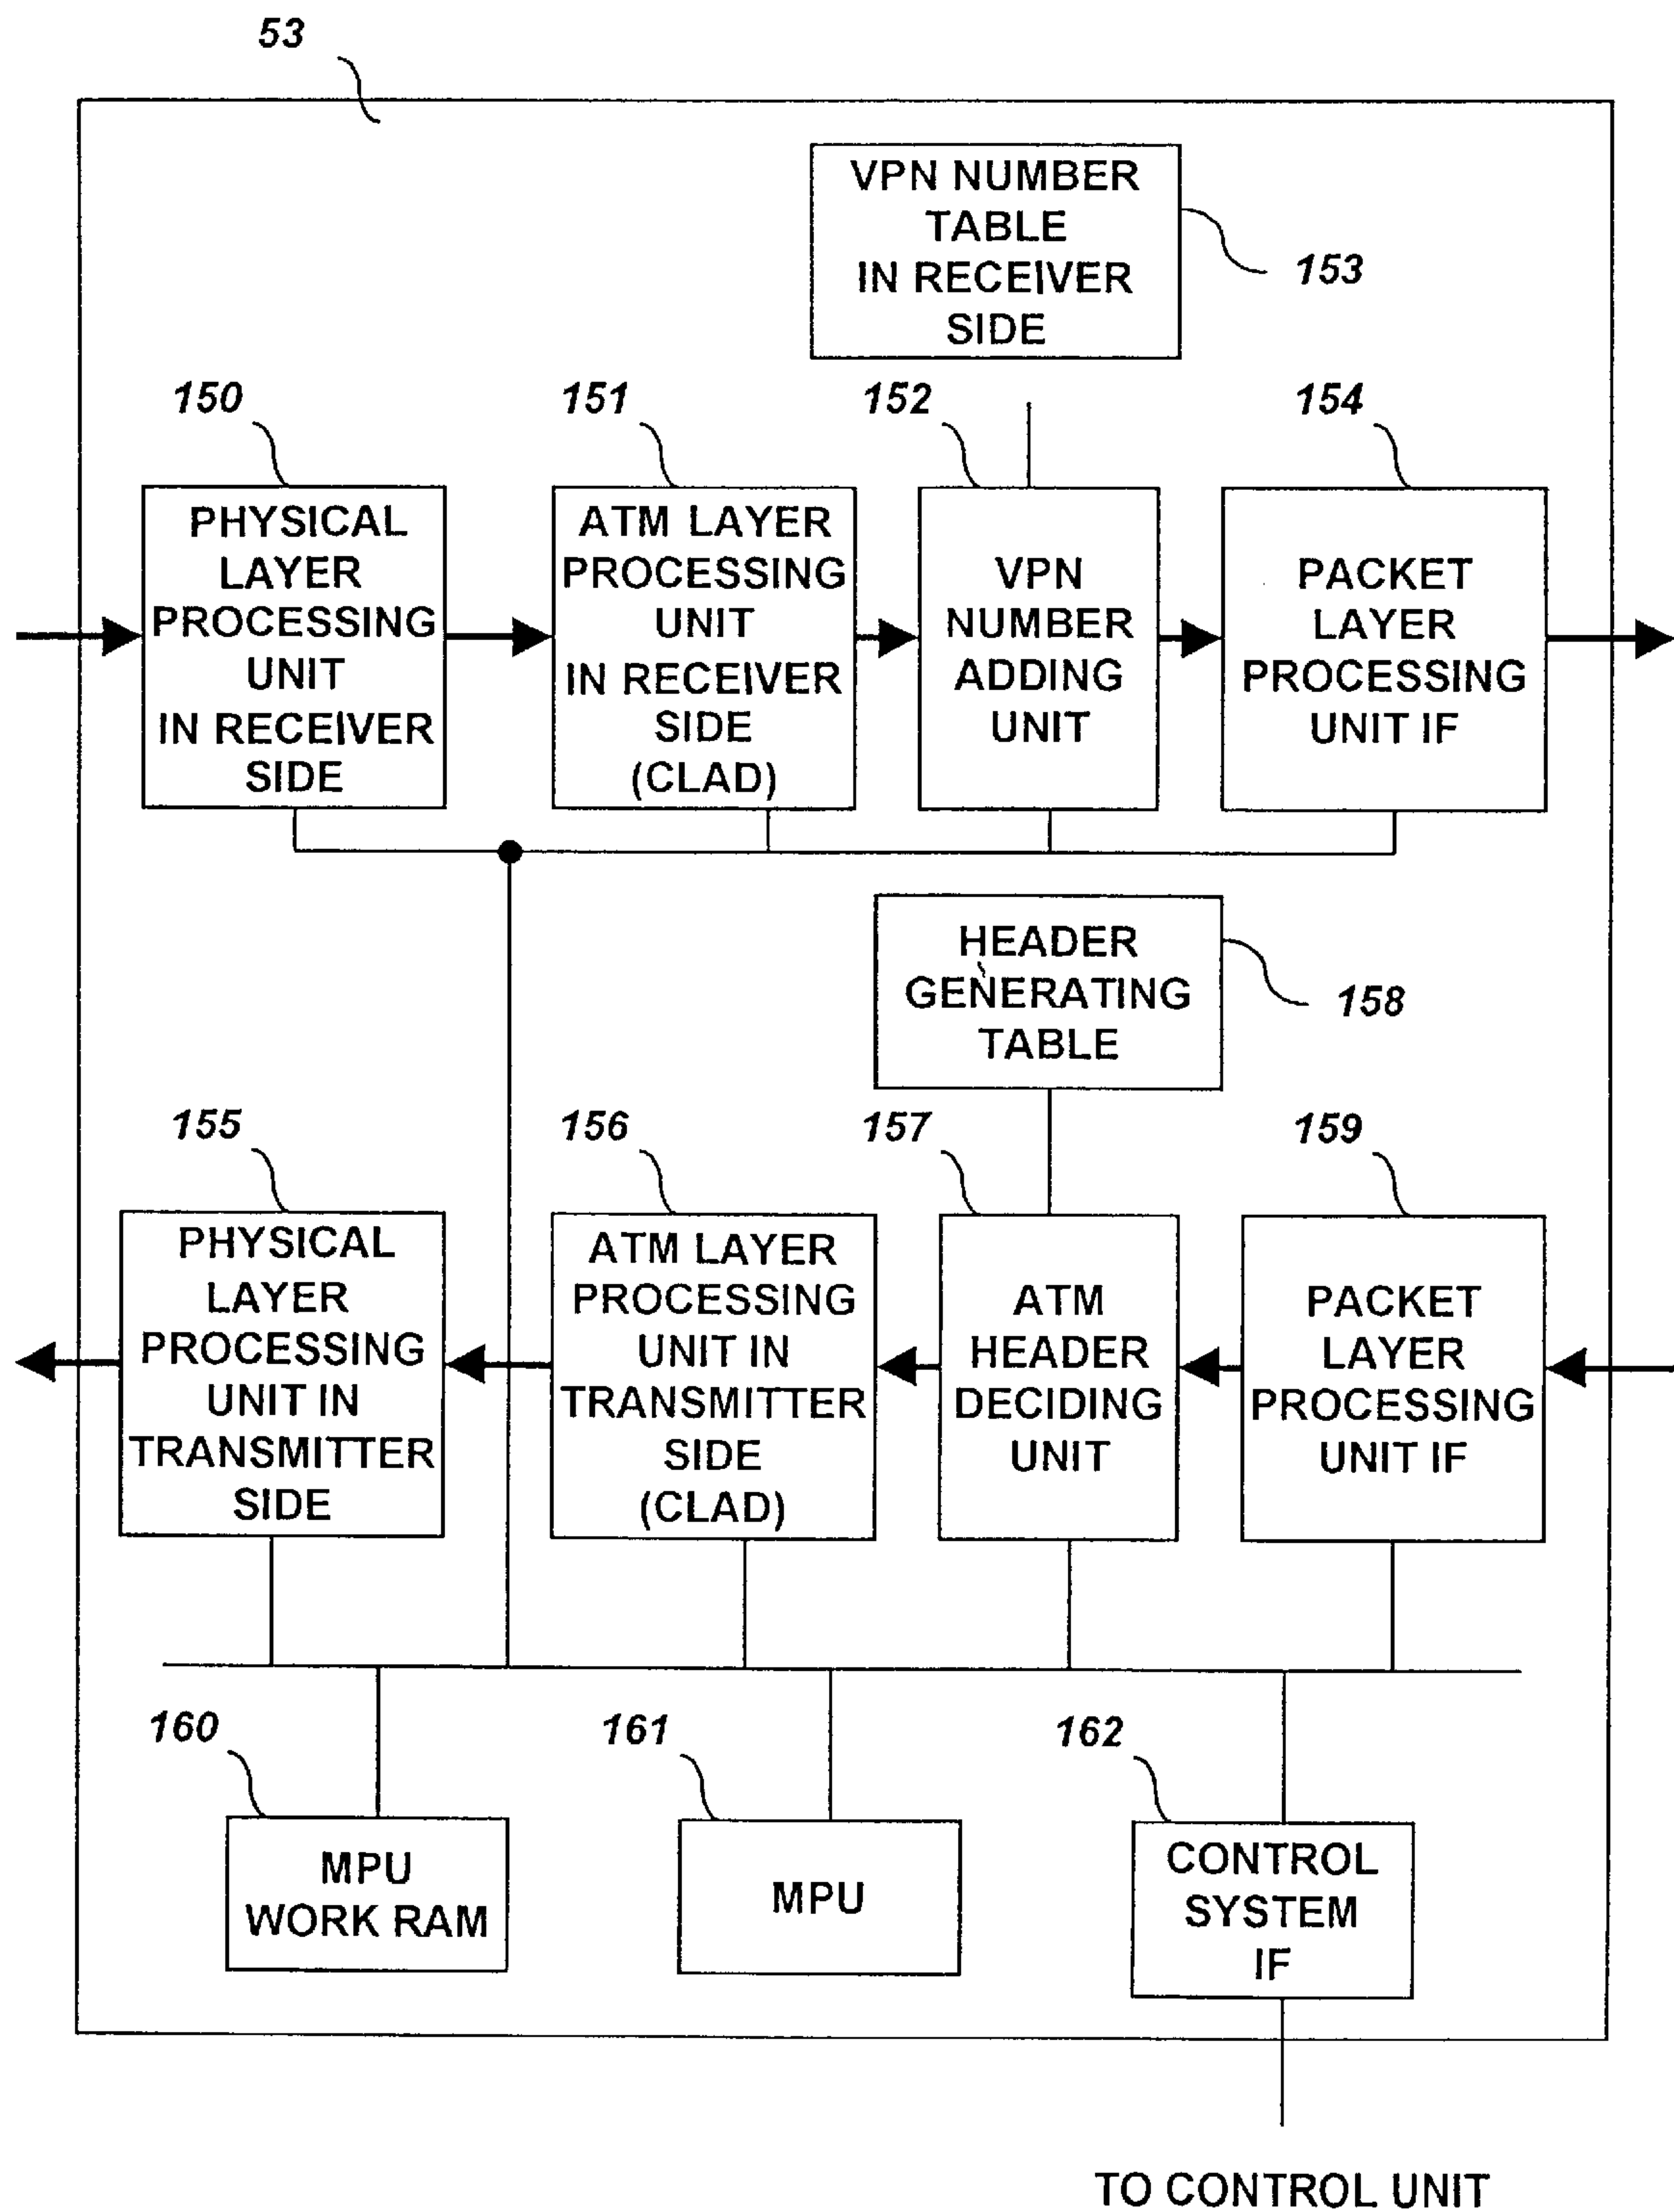 53
VPN NUMBER
TABLE
IN RECEIVER
SIDE
153
150
151
152
154
PHYSICAL
LAYER
PROCESSING
UNIT
IN RECEIVER
SIDE
ATM LAYER
PROCESSING
UNIT
IN RECEIVER
SIDE
(CLAD)
VPN
NUMBER
ADDING
UNIT
PACKET
LAYER
PROCESSING
UNIT IF
HEADER
GENERATING
TABLE
158
155
156
157
159
PHYSICAL
LAYER
PROCESSING
UNIT IN
TRANSMITTER
SIDE
ATM LAYER
PROCESSING
UNIT IN
TRANSMITTER
SIDE
(CLAD)
ATM
HEADER
DECIDING
UNIT
PACKET
LAYER
PROCESSING
UNIT IF
160
161
162
MPU
WORK RAM
MPU
CONTROL
SYSTEM
IF
TO CONTROL UNIT